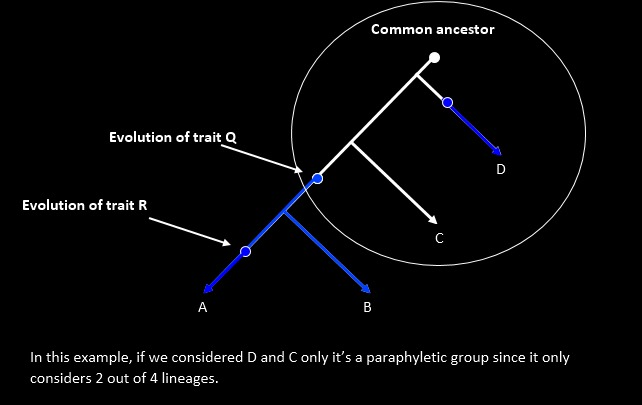 Common ancestor
Evolution of trait Q
D
Evolution of trait R
C
A
B
In this example, if we considered D and C only it’s a paraphyletic group since it only
considers 2 out of 4 lineages.